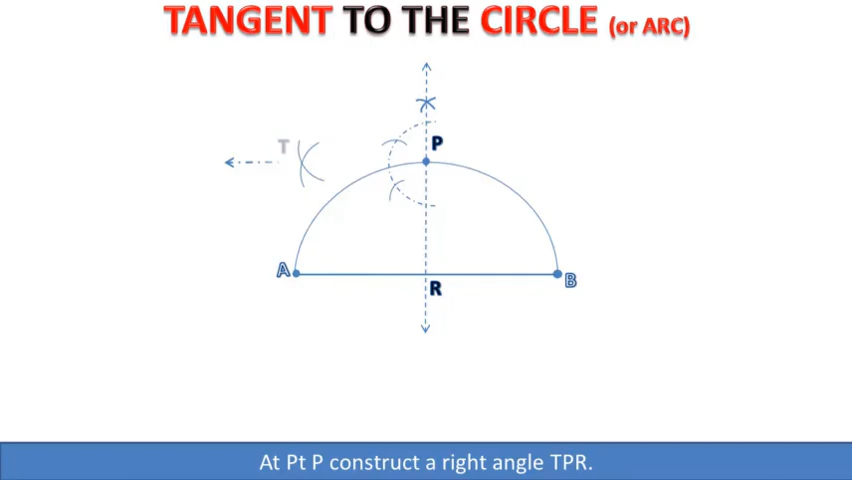 TANGENT TO THE CIRCLE (or ARC)
T
P
A
B
R
At Pt P construct a right angle TPR.